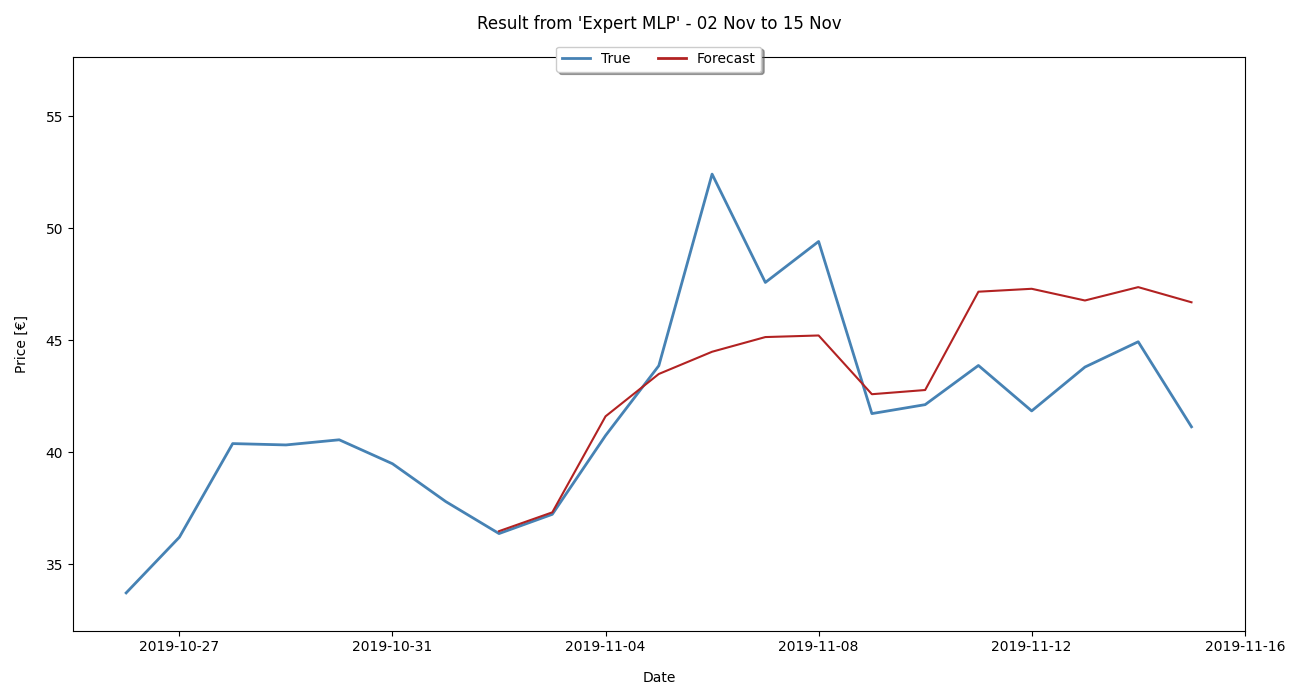 Result from 'Expert MLP' - 02 Nov to 15 Nov
True Forecast
55
50
45
40
35
Price [€]
2019-10-27 2019-10-31 2019-11-04 2019-11-08 2019-11-12 2019-11-16
Date